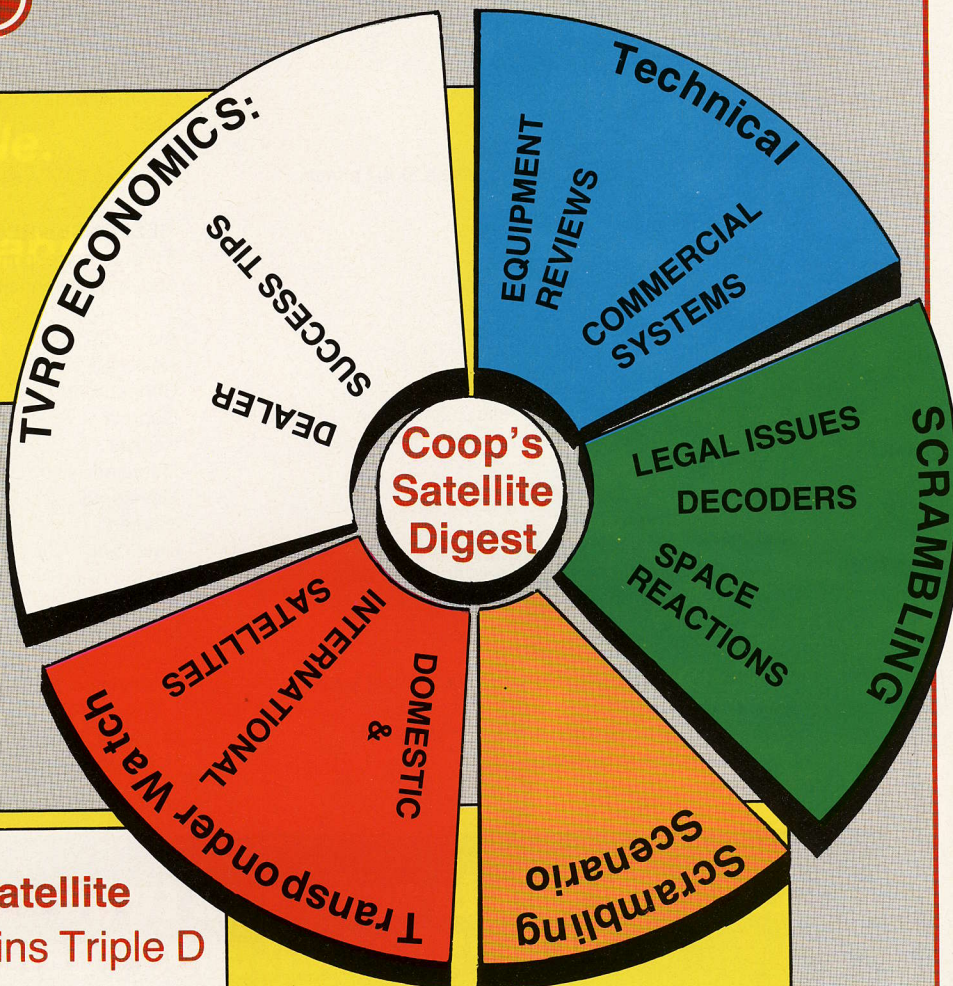 TVRO ECONOMICS:
SUCCESS TIPS
DEALER
Technical
EQUIPMENT
REVIEWS
COMMERCIAL
SYSTEMS
SCRAMBLING
LEGAL ISSUES
DECODERS
SPACE
REACTIONS
Coop's
Satellite
Digest
Scrambling
Scenario
Transponder Watch
DOMESTIC
&
INTERNATIONAL
SATELLITES
atellite
ins Triple D